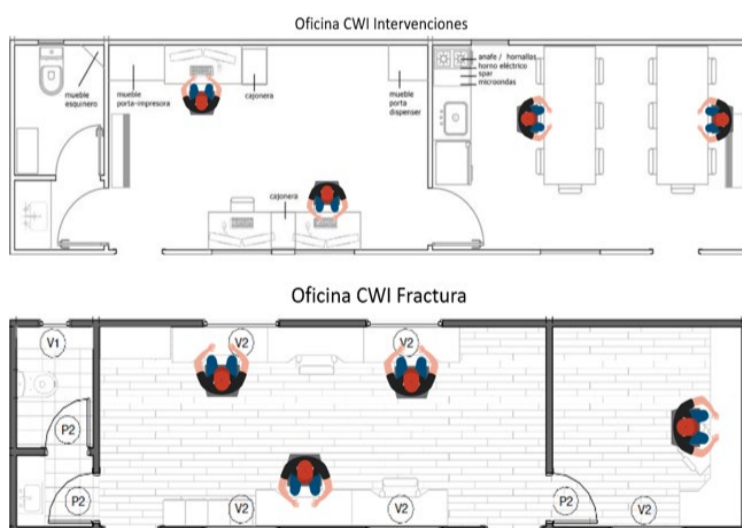 Oficina CWI Intervenciones
mueble
esquinero
mueble
porta-impresora
cajonera
mueble
porta
dispenser
anafe / hornallas
horno eléctrico
spar
microondas
cajonera
Oficina CWI Fractura
V1
V2
V2
P2
P2
V2
V2
P2
V2